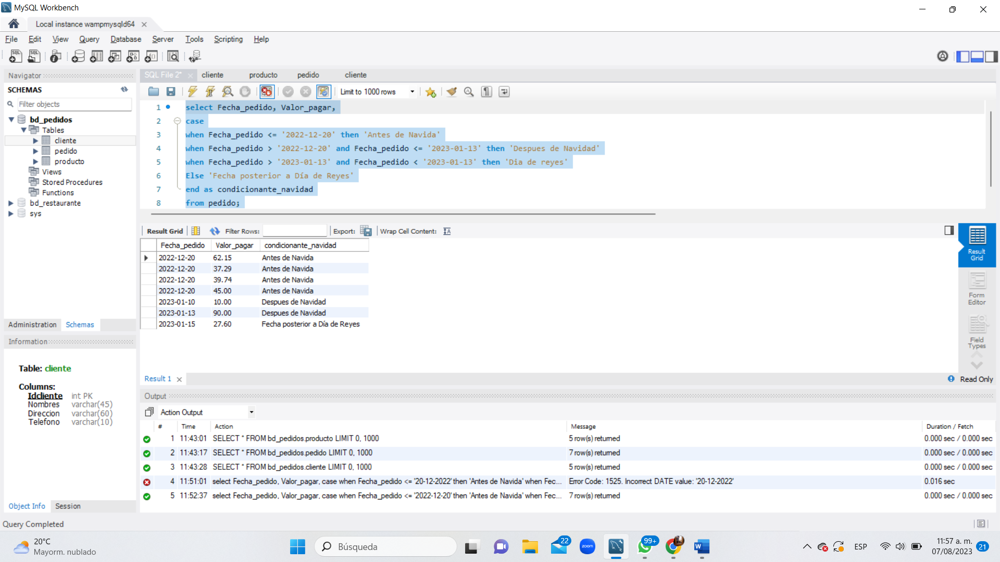 MySQL Workbench
Local instance wampmysqld64
File Edit View Query Database Server Tools Scripting Help
Navigator
SCHEMAS
Filter objects
bd_pedidos
Tables
cliente
pedido
producto
Views
Stored Procedures
Functions
bd_restaurante
sys
Administration Schemas
Information
Table: cliente
Columns:
Idcliente int PK
Nombres varchar(45)
Direccion varchar(60)
Telefono varchar(10)
Object Info Session
SQL File 2* cliente producto pedido cliente
Limit to 1000 rows
1 select Fecha_pedido, Valor_pagar,
2 case
3 when Fecha_pedido <= '2022-12-20' then 'Antes de Navida'
4 when Fecha_pedido > '2022-12-20' and Fecha_pedido <= '2023-01-13' then 'Despues de Navidad'
5 when Fecha_pedido > '2023-01-13' and Fecha_pedido < '2023-01-13' then 'Dia de reyes'
6 Else 'Fecha posterior a Día de Reyes'
7 end as condicionante_navidad
8 from pedido;
Result Grid Filter Rows: Export: Wrap Cell Content:
Fecha_pedido Valor_pagar condicionante_navidad
2022-12-20 62.15 Antes de Navida
2022-12-20 37.29 Antes de Navida
2022-12-20 39.74 Antes de Navida
2022-12-20 45.00 Antes de Navida
2023-01-10 10.00 Despues de Navidad
2023-01-13 90.00 Despues de Navidad
2023-01-15 27.60 Fecha posterior a Día de Reyes
Result
Grid
Form
Editor
Field
Types
Result 1
Read Only
Output
Action Output
# Time Action Message Duration / Fetch
1 11:43:01 SELECT * FROM bd_pedidos.producto LIMIT 0, 1000 5 row(s) returned 0.000 sec / 0.000 sec
2 11:43:17 SELECT * FROM bd_pedidos.pedido LIMIT 0, 1000 7 row(s) returned 0.000 sec / 0.000 sec
3 11:43:28 SELECT * FROM bd_pedidos.cliente LIMIT 0, 1000 5 row(s) returned 0.000 sec / 0.000 sec
4 11:51:01 select Fecha_pedido, Valor_pagar, case when Fecha_pedido <= '20-12-2022' then 'Antes de Navida' when Fec... Error Code: 1525. Incorrect DATE value: '20-12-2022' 0.016 sec
5 11:52:37 select Fecha_pedido, Valor_pagar, case when Fecha_pedido <= '2022-12-20' then 'Antes de Navida' when Fec... 7 row(s) returned 0.000 sec / 0.000 sec
Query Completed
20°C
Mayorm. nublado
Búsqueda
22
zoom
99+
W
ESP
11:57 a. m.
07/08/2023
21